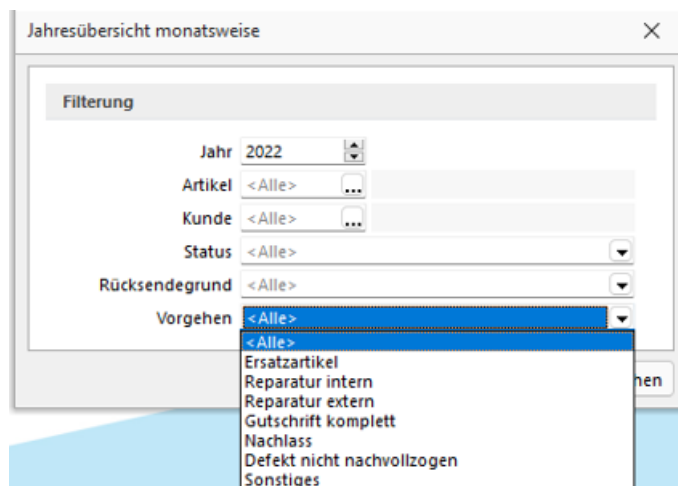 Jahresübersicht monatsweise
Filterung
Jahr 2022
Artikel <Alle> ...
Kunde <Alle> ...
Status <Alle>
Rücksendegrund <Alle>
Vorgehen <Alle>
<Alle>
Ersatzartikel
Reparatur intern
Reparatur extern
Gutschrift komplett
Nachlass
Defekt nicht nachvollzogen
Sonstiges